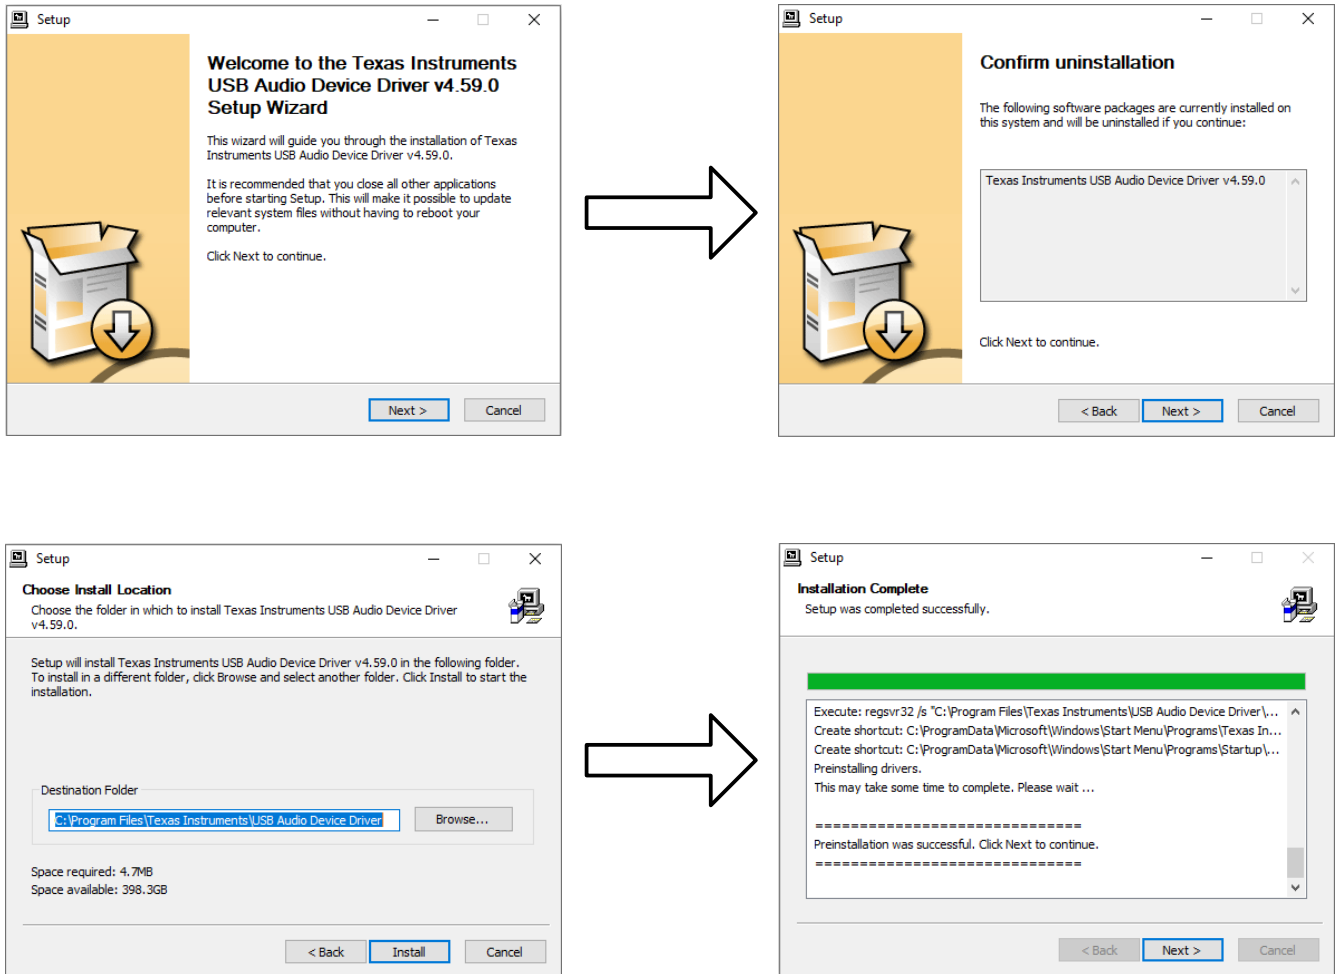 Setup
Welcome to the Texas Instruments
USB Audio Device Driver v4.59.0
Setup Wizard
This wizard will guide you through the installation of Texas
Instruments USB Audio Device Driver v4.59.0.
It is recommended that you close all other applications
before starting Setup. This will make it possible to update
relevant system files without having to reboot your
computer.
Click Next to continue.
Next >
Cancel
Setup
Confirm uninstallation
The following software packages are currently installed on
this system and will be uninstalled if you continue:
Texas Instruments USB Audio Device Driver v4.59.0
Click Next to continue.
< Back
Next >
Cancel
Setup
Choose Install Location
Choose the folder in which to install Texas Instruments USB Audio Device Driver
v4.59.0.
Setup will install Texas Instruments USB Audio Device Driver v4.59.0 in the following folder.
To install in a different folder, click Browse and select another folder. Click Install to start the
installation.
Destination Folder
C:\Program Files\Texas Instruments\USB Audio Device Driver
Browse...
Space required: 4.7MB
Space available: 398.3GB
< Back
Install
Cancel
Setup
Installation Complete
Setup was completed successfully.
Execute: regsvr32 /s "C:\Program Files\Texas Instruments\USB Audio Device Driver\...
Create shortcut: C:\ProgramData\Microsoft\Windows\Start Menu\Programs\Texas In...
Create shortcut: C:\ProgramData\Microsoft\Windows\Start Menu\Programs\Startup\...
Preinstalling drivers.
This may take some time to complete. Please wait ...
==============================
Preinstallation was successful. Click Next to continue.
==============================
< Back
Next >
Cancel